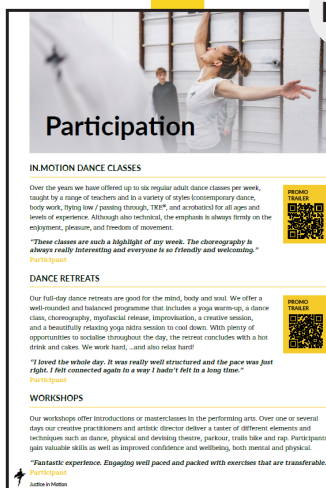 Participation
IN.MOTION DANCE CLASSES
Over the years we have offered up to six regular adult dance classes per week,
taught by a range of teachers and in a variety of styles (contemporary dance,
body work, flying low / passing through, TRE®, and acrobatics) for all ages and
levels of experience. Although also technical, the emphasis is always firmly on the
enjoyment, pleasure, and freedom of movement.
"These classes are such a highlight of my week. The choreography is
always really interesting and everyone is so friendly and welcoming."
Participant
PROMO
TRAILER
DANCE RETREATS
Our full-day dance retreats are good for the mind, body and soul. We offer a
well-rounded and balanced programme that includes a yoga warm-up, a dance
class, choreography, myofascial release, improvisation, a creative session,
and a beautifully relaxing yoga nidra session to cool down. With plenty of
opportunities to socialise throughout the day, the retreat concludes with a hot
drink and cakes. We work hard, ...and also relax hard!
"I loved the whole day. It was really well structured and the pace was just
right. I felt connected again in a way I hadn't felt in a long time."
Participant
PROMO
TRAILER
WORKSHOPS
Our workshops offer introductions or masterclasses in the performing arts. Over one or several
days our creative practitioners and artistic director deliver a taster of different elements and
techniques such as dance, physical and devising theatre, parkour, trails bike and rap. Participants
gain valuable skills as well as improved confidence and wellbeing, both mental and physical.
"Fantastic experience. Engaging well paced and packed with exercises that are transferable.
Participant
Justice in Motion